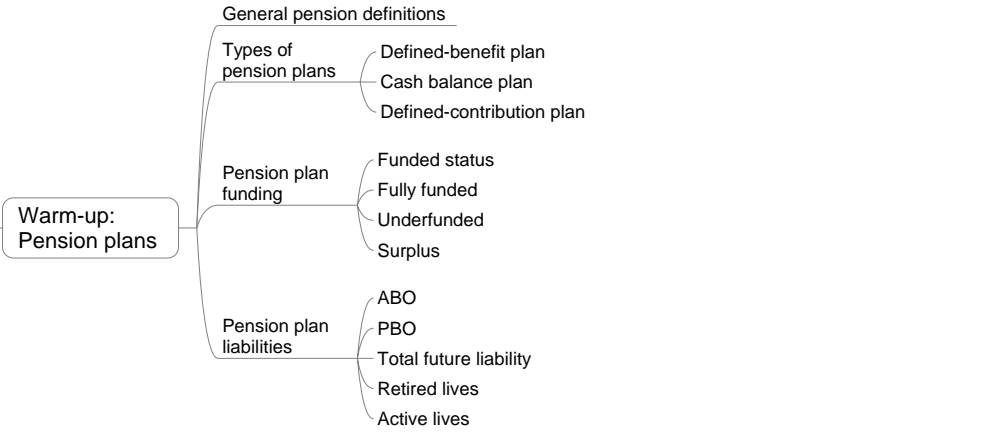 General pension definitions
Types of
pension plans
Defined-benefit plan
Cash balance plan
Defined-contribution plan
Warm-up:
Pension plans
Pension plan
funding
Funded status
Fully funded
Underfunded
Surplus
Pension plan
liabilities
ABO
PBO
Total future liability
Retired lives
Active lives